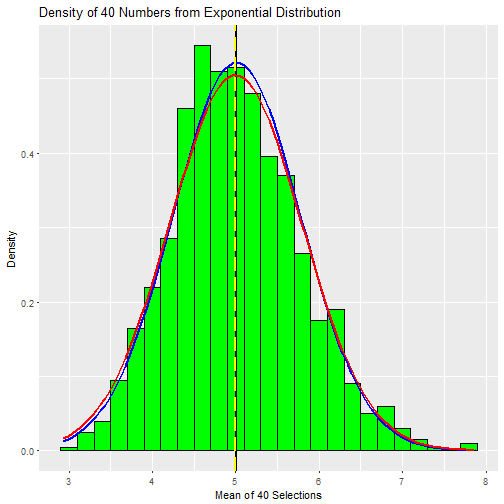 Density of 40 Numbers from Exponential Distribution
Density
0.4
0.2
0.0
3 4 5 6 7 8
Mean of 40 Selections